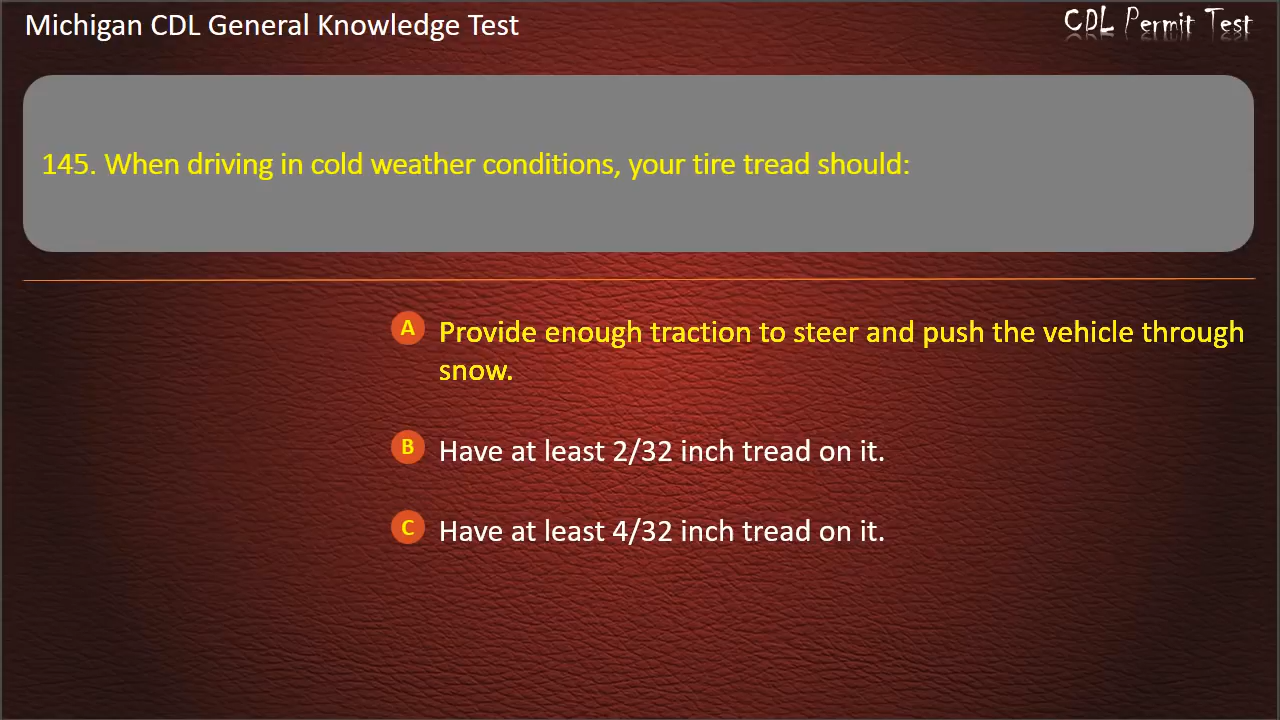 Michigan CDL General Knowledge Test
CDL Permit Test
145. When driving in cold weather conditions, your tire tread should:
A Provide enough traction to steer and push the vehicle through
snow.
B Have at least 2/32 inch tread on it.
C Have at least 4/32 inch tread on it.